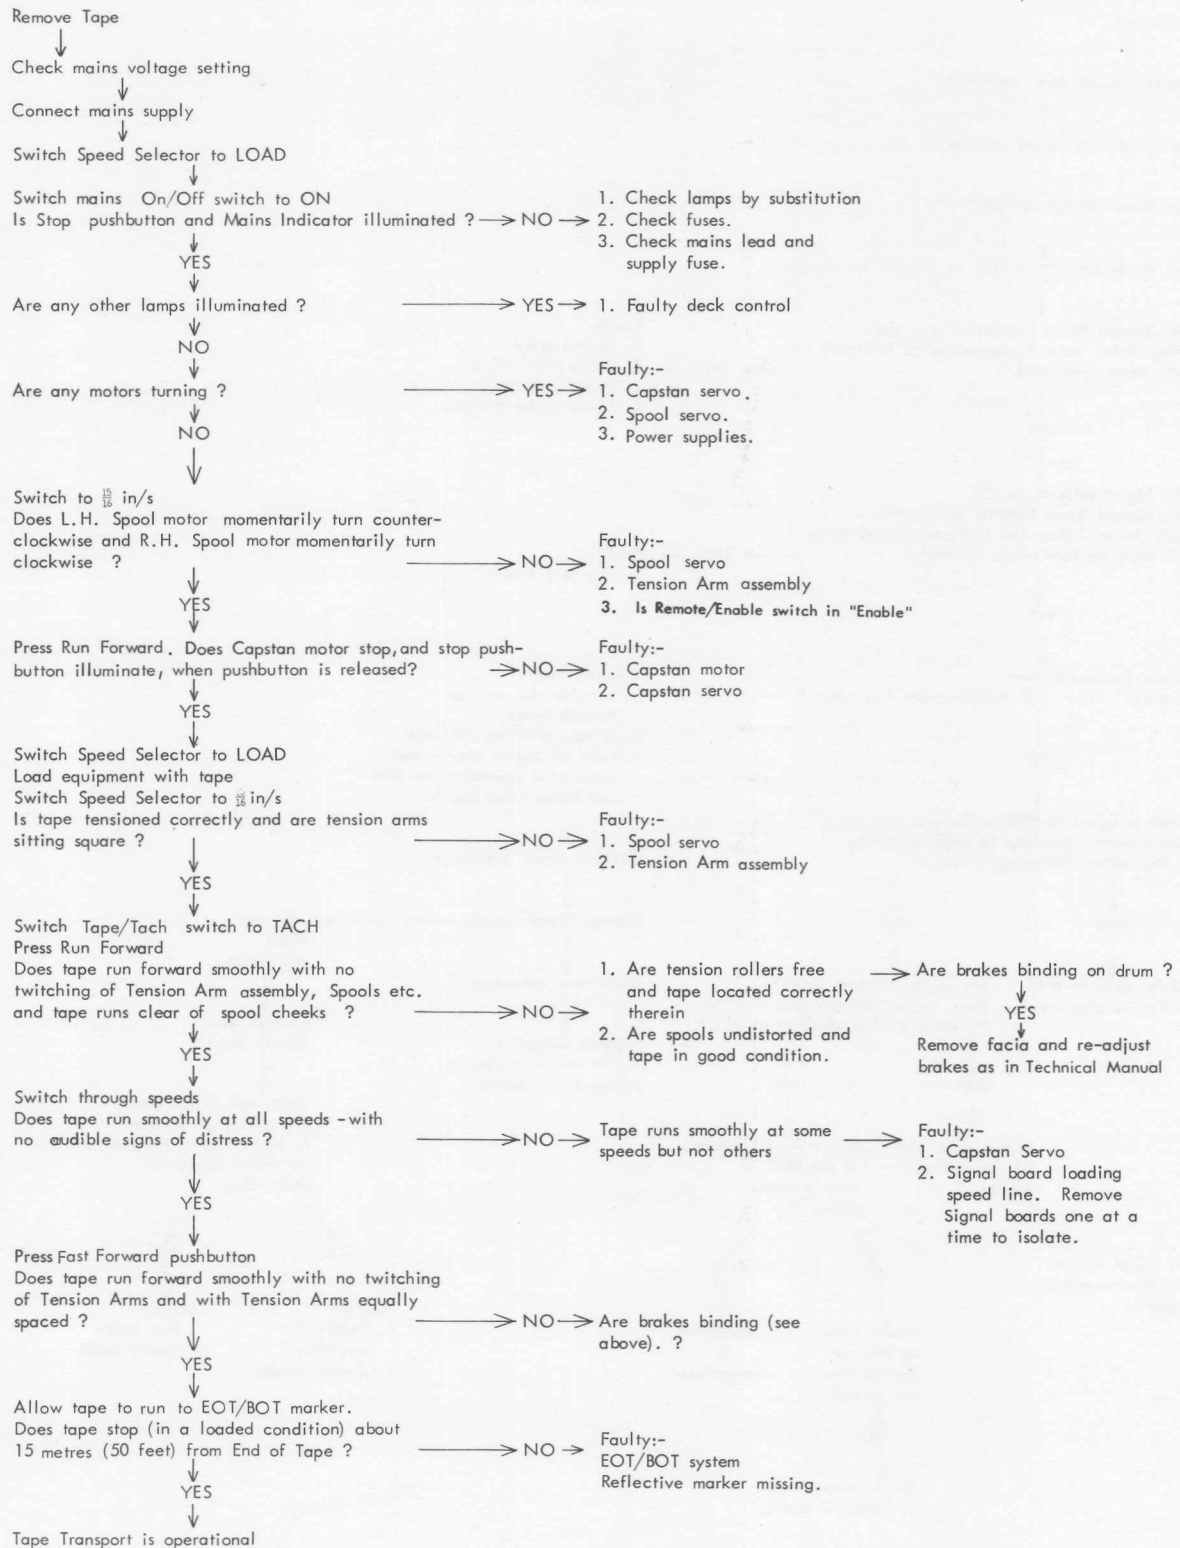 Remove Tape
Check mains voltage setting
Connect mains supply
Switch Speed Selector to LOAD
Switch mains On/Off switch to ON
Is Stop pushbutton and Mains Indicator illuminated ?
NO
1. Check lamps by substitution
2. Check fuses.
3. Check mains lead and
supply fuse.
YES
Are any other lamps illuminated ?
YES
1. Faulty deck control
NO
Are any motors turning ?
YES
Faulty:-
1. Capstan servo.
2. Spool servo.
3. Power supplies.
NO
Switch to 15/16 in/s
Does L.H. Spool motor momentarily turn counter-
clockwise and R.H. Spool motor momentarily turn
clockwise ?
NO
Faulty:-
1. Spool servo
2. Tension Arm assembly
3. Is Remote/Enable switch in "Enable"
YES
Press Run Forward. Does Capstan motor stop, and stop push-
button illuminate, when pushbutton is released?
NO
Faulty:-
1. Capstan motor
2. Capstan servo
YES
Switch Speed Selector to LOAD
Load equipment with tape
Switch Speed Selector to 15/16 in/s
Is tape tensioned correctly and are tension arms
sitting square ?
NO
Faulty:-
1. Spool servo
2. Tension Arm assembly
YES
Switch Tape/Tach switch to TACH
Press Run Forward
Does tape run forward smoothly with no
twitching of Tension Arm assembly, Spools etc.
and tape runs clear of spool cheeks ?
NO
1. Are tension rollers free
and tape located correctly
therein
2. Are spools undistorted and
tape in good condition.
Are brakes binding on drum ?
YES
Remove facia and re-adjust
brakes as in Technical Manual
YES
Switch through speeds
Does tape run smoothly at all speeds - with
no audible signs of distress ?
NO
Tape runs smoothly at some
speeds but not others
Faulty:-
1. Capstan Servo
2. Signal board loading
speed line. Remove
Signal boards one at a
time to isolate.
YES
Press Fast Forward pushbutton
Does tape run forward smoothly with no twitching
of Tension Arms and with Tension Arms equally
spaced ?
NO
Are brakes binding (see
above). ?
YES
Allow tape to run to EOT/BOT marker.
Does tape stop (in a loaded condition) about
15 metres (50 feet) from End of Tape ?
NO
Faulty:-
EOT/BOT system
Reflective marker missing.
YES
Tape Transport is operational